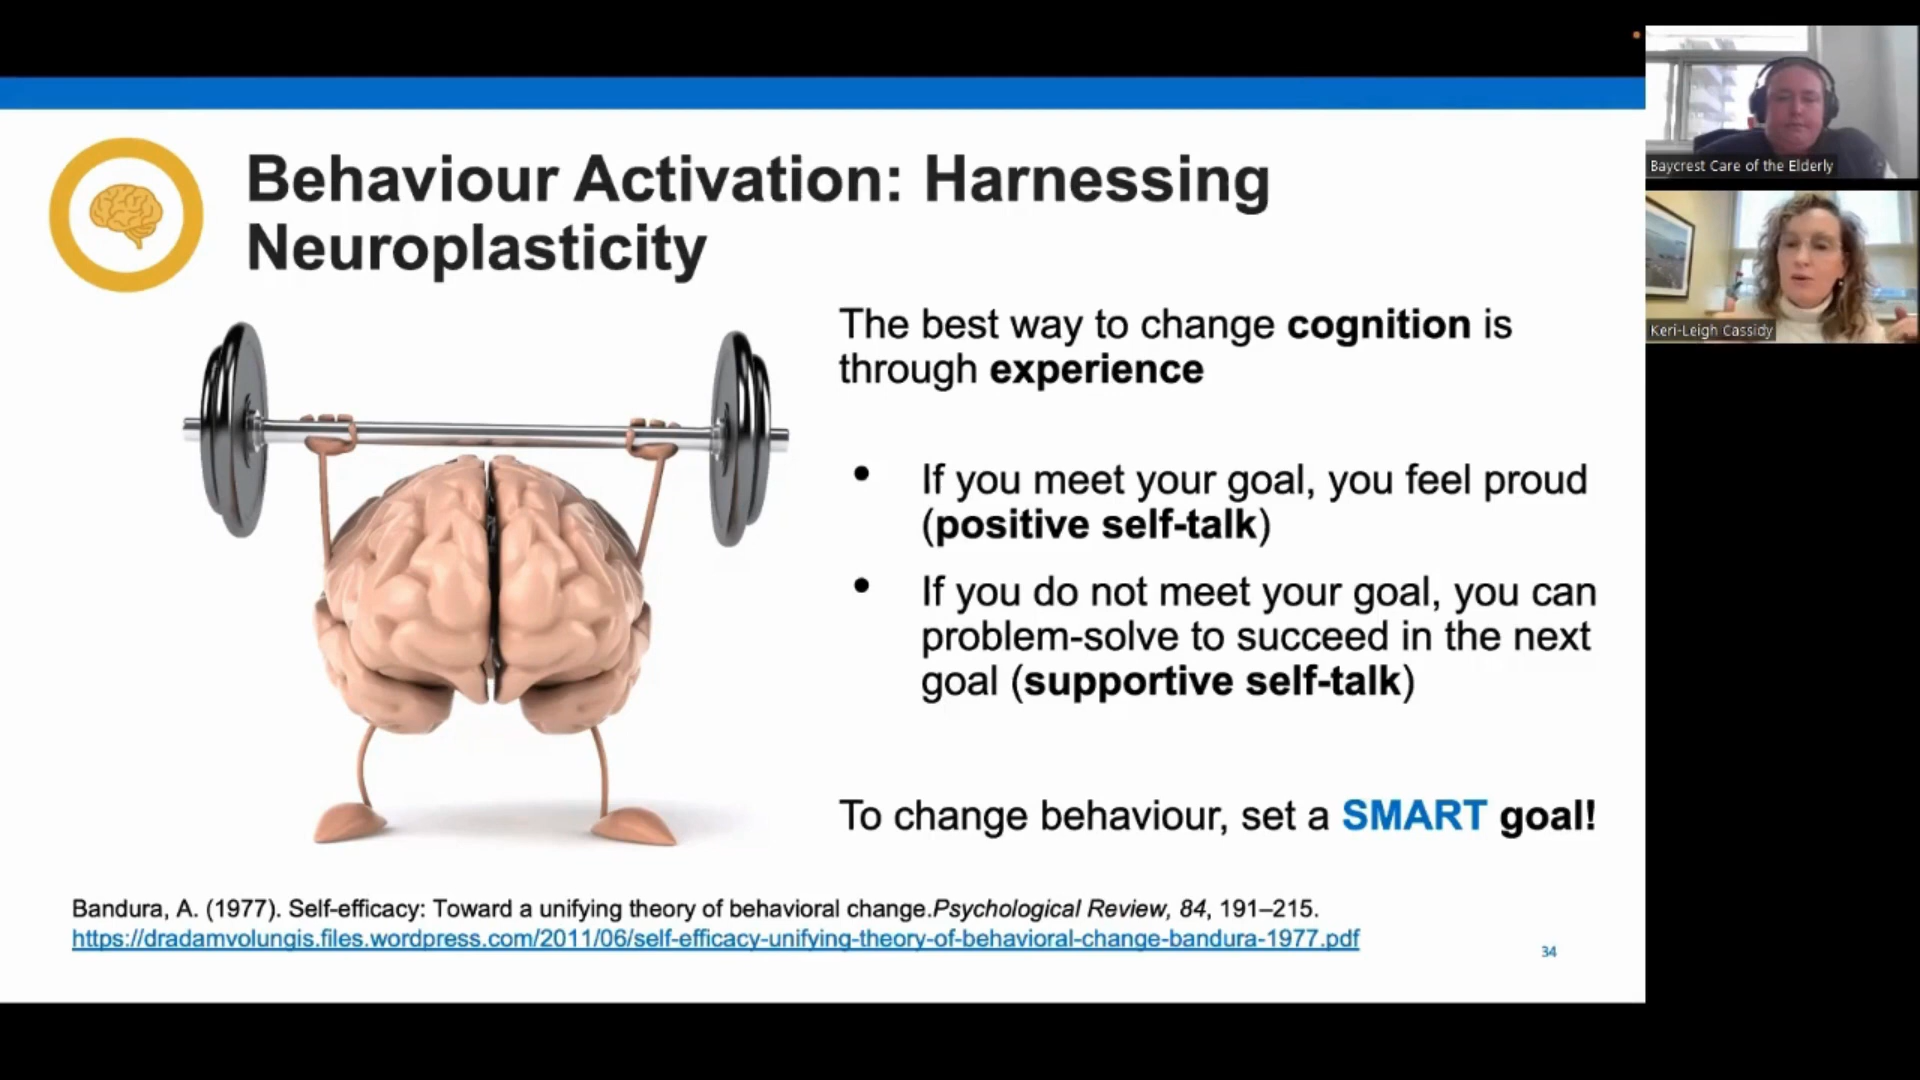 Behaviour Activation: Harnessing
Neuroplasticity
The best way to change cognition is
through experience
• If you meet your goal, you feel proud
(positive self-talk)
• If you do not meet your goal, you can
problem-solve to succeed in the next
goal (supportive self-talk)
To change behaviour, set a SMART goal!
Bandura, A. (1977). Self-efficacy: Toward a unifying theory of behavioral change.Psychological Review, 84, 191–215.
https://dradamvolungis.files.wordpress.com/2011/06/self-efficacy-unifying-theory-of-behavioral-change-bandura-1977.pdf
34
Baycrest Care of the Elderly
Keri-Leigh Cassidy